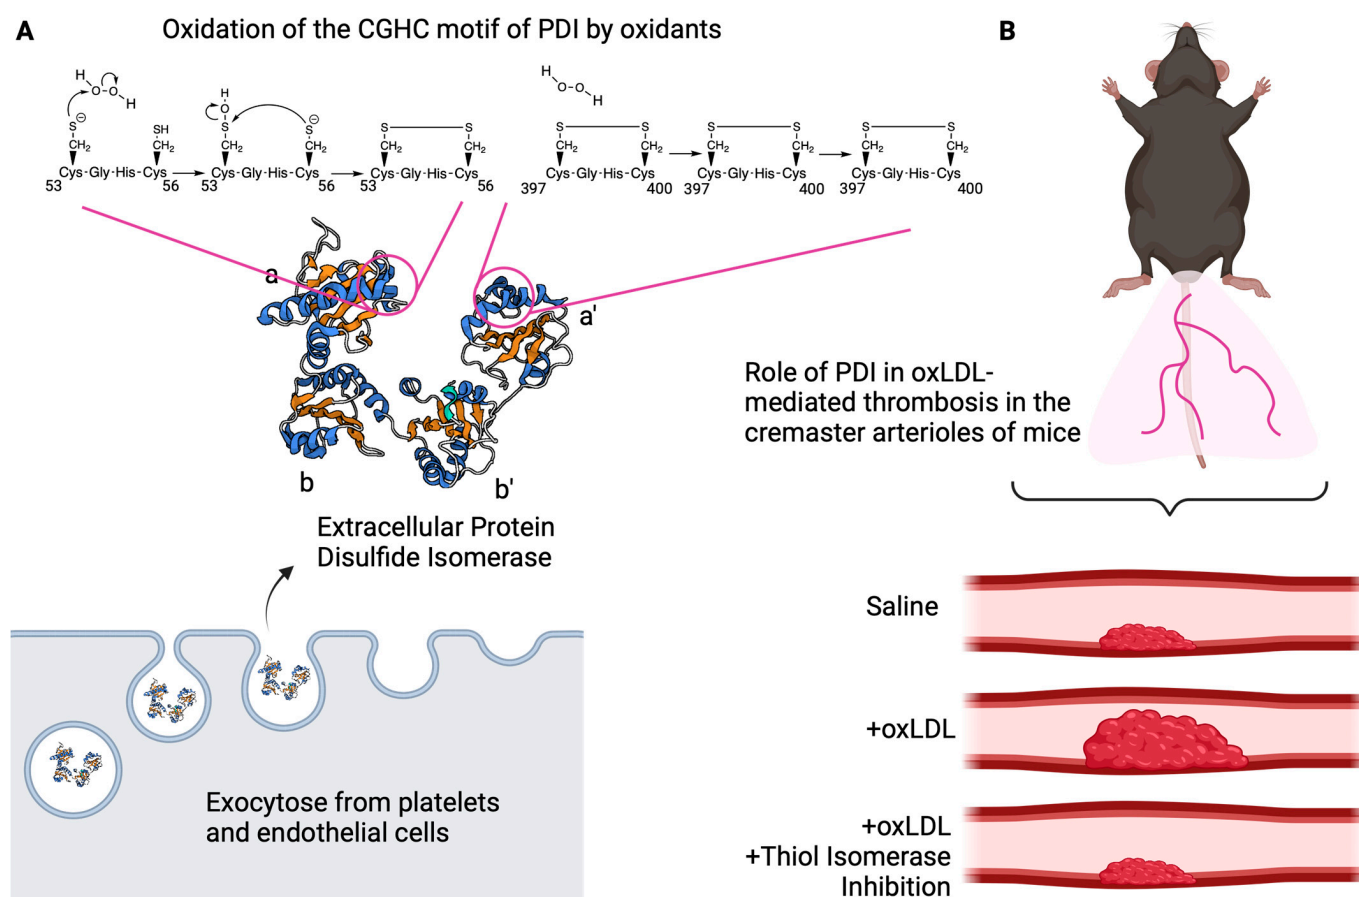 A
Oxidation of the CGHC motif of PDI by oxidants
B
H
O-O
H
H
O
S⊖
SH
S
S⊖
S
S
CH2
CH2
CH2
CH2
CH2
CH2
Cys-Gly-His-Cys
Cys-Gly-His-Cys
Cys-Gly-His-Cys
53
56
53
56
53
56
H
O-O
H
S
S
S
S
S
S
CH2
CH2
CH2
CH2
CH2
CH2
Cys-Gly-His-Cys
Cys-Gly-His-Cys
Cys-Gly-His-Cys
397
400
397
400
397
400
a
a'
b
b'
Extracellular Protein
Disulfide Isomerase
Exocytose from platelets
and endothelial cells
Role of PDI in oxLDL-
mediated thrombosis in the
cremaster arterioles of mice
Saline
+oxLDL
+oxLDL
+Thiol Isomerase
Inhibition